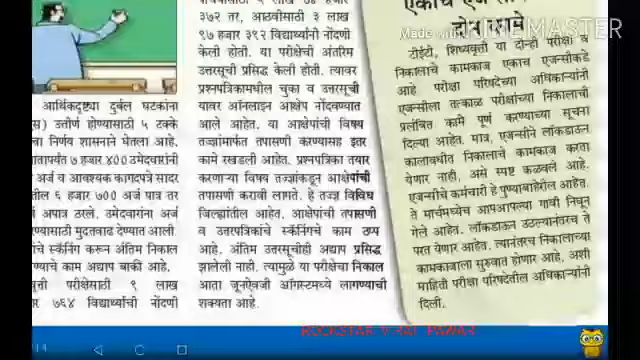 आर्थिकदृष्ट्या दुर्बल घटकांना
उत्तीर्ण होण्यासाठी ५ टक्के
निर्णय शासनाने घेतला आहे.
७ हजार ४०० उमेदवारांनी
अर्ज व आवश्यक कागदपत्रे सादर
६ हजार ७०० अर्ज पात्र तर
अपात्र ठरले. उमेदवारांना अर्ज
मुदतवाढ देण्यात आली.
स्कॅनिंग करून अंतिम निकाल
काम अद्याप बाकी आहे.
परीक्षेसाठी ९ लाख
७६४ विद्यार्थ्यांची नोंदणी
३७२ तर, आठवीसाठी ३ लाख
९७ हजार ३९२ विद्यार्थ्यांनी नोंदणी
केली होती. या परीक्षेची अंतरिम
उत्तरसूची प्रसिद्ध केली होती. त्यावर
प्रश्नपत्रिकामधील चुका व उत्तरसूची
यावर ऑनलाइन आक्षेप नोंदवण्यात
आले आहेत. या आक्षेपांची विषय
तज्ज्ञांमार्फत तपासणी करण्यासह इतर
कामे रखडली आहेत. प्रश्नपत्रिका तयार
करणाऱ्या विषय तज्ज्ञांकडून आक्षेपांची
तपासणी करावी लागते. हे तज्ज्ञ विविध
जिल्ह्यांतील आहेत. आक्षेपांची तपासणी
व उत्तरपत्रिकांचे स्कॅनिंगचे काम ठप्प
आहे. अंतिम उत्तरसूचीही अद्याप प्रसिद्ध
झालेली नाही. त्यामुळे या परीक्षेचा निकाल
आता जूनऐवजी ऑगस्टमध्ये लागण्याची
शक्यता आहे.
टीईटी, शिष्यवृत्ती या दोन्ही परीक्षा व
निकालाचे कामकाज एकाच एजन्सीकडे
आहे परीक्षा परिषदेच्या अधिकाऱ्यांनी
एजन्सीला तत्काळ परीक्षांच्या निकालाची
प्रलंबित कामे पूर्ण करण्याच्या सूचना
दिल्या आहेत. मात्र, एजन्सीने लॉकडाऊन
कालावधीत निकालाचे कामकाज करता
येणार नाही, असे स्पष्ट कळवले आहे.
एजन्सीचे कर्मचारी हे पुण्याबाहेरील आहेत.
ते मार्चमध्येच आपआपल्या गावी निघून
गेले आहेत. लॉकडाऊन उठल्यानंतरच ते
परत येणार आहेत. त्यानंतरच निकालाच्या
कामकाजाला सुरुवात होणार आहे, अशी
माहिती परीक्षा परिषदेतील अधिकाऱ्यांनी
दिली.
Made with KINEMASTER
ROCKSTAR VIRAT PAWAR